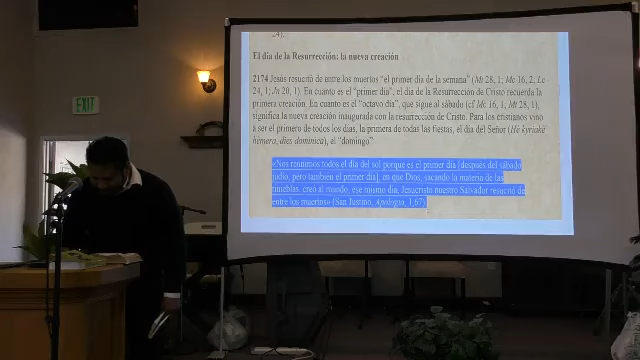 24].
El día de la Resurrección: la nueva creación
2174 Jesús resucitó de entre los muertos “el primer día de la semana” (Mt 28, 1; Mc 16, 2; Lc
24, 1; Jn 20, 1). En cuanto es el “primer día”, el día de la Resurrección de Cristo recuerda la
primera creación. En cuanto es el “octavo día”, que sigue al sábado (cf Mc 16, 1; Mt 28, 1),
significa la nueva creación inaugurada con la resurrección de Cristo. Para los cristianos vino
a ser el primero de todos los días, la primera de todas las fiestas, el día del Señor (Hè kyriakè
hèmera, dies dominica), el “domingo”:
«Nos reunimos todos el día del sol porque es el primer día [después del sábado
judío, pero también el primer día], en que Dios, sacando la materia de las
tinieblas, creó al mundo; ese mismo día, Jesucristo nuestro Salvador resucitó de
entre los muertos» (San Justino, Apologia, 1,67).
EXIT